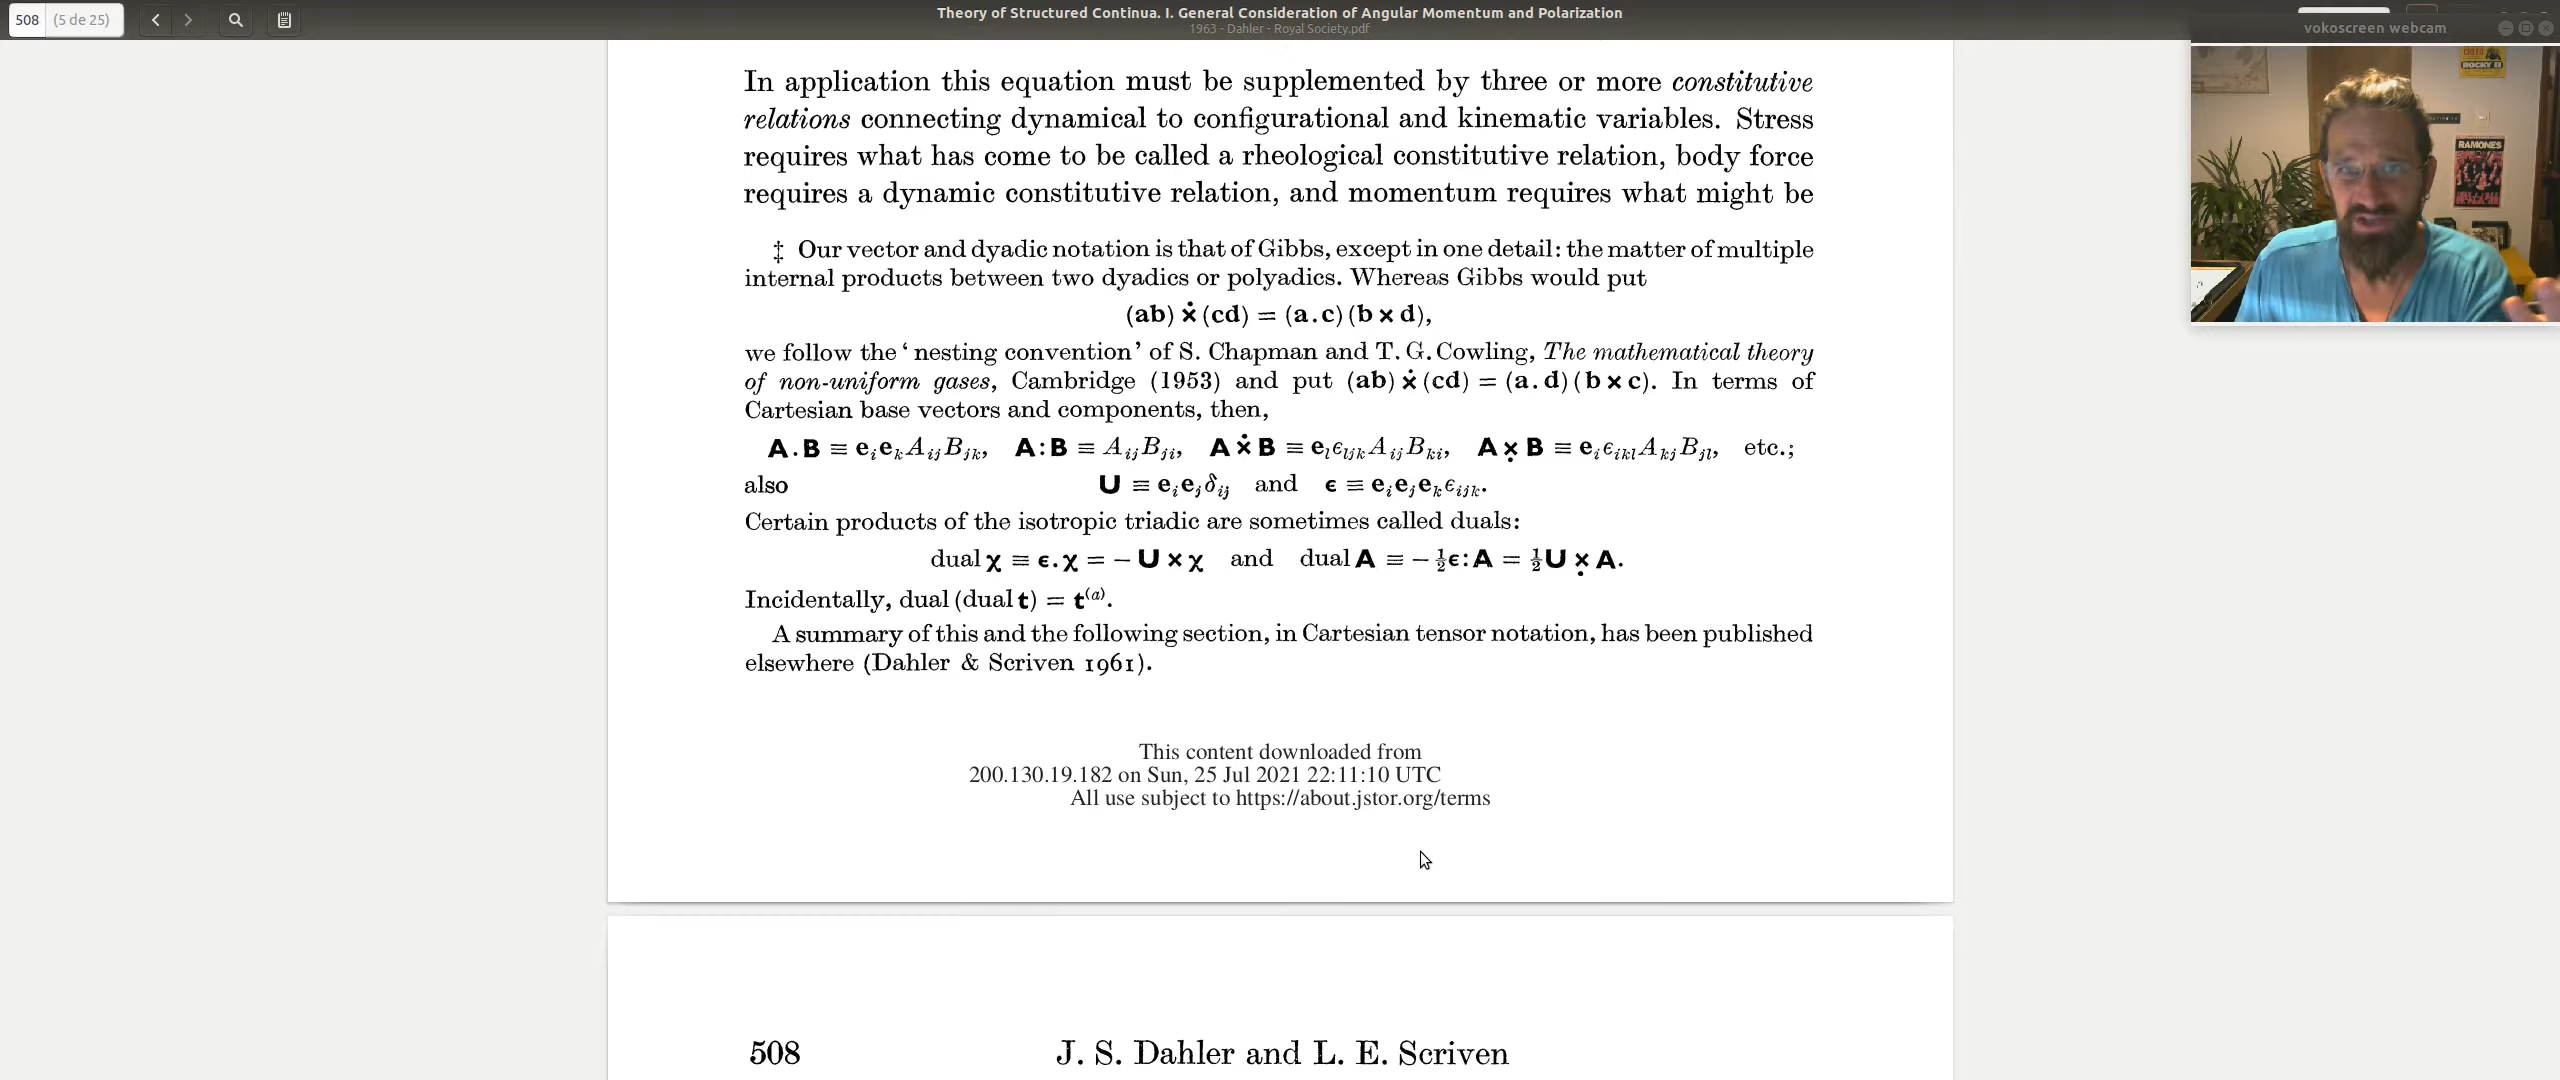 508 (5 de 25)
Theory of Structured Continua. I. General Consideration of Angular Momentum and Polarization
1963 - Dahler - Royal Society.pdf
vokoscreen webcam
ROCKY III
RAMONES
In application this equation must be supplemented by three or more constitutive
relations connecting dynamical to configurational and kinematic variables. Stress
requires what has come to be called a rheological constitutive relation, body force
requires a dynamic constitutive relation, and momentum requires what might be
‡ Our vector and dyadic notation is that of Gibbs, except in one detail: the matter of multiple
internal products between two dyadics or polyadics. Whereas Gibbs would put
(ab) ×̇ (cd) = (a.c)(b × d),
we follow the ‘nesting convention’ of S. Chapman and T. G. Cowling, The mathematical theory
of non-uniform gases, Cambridge (1953) and put (ab) ×̇ (cd) = (a.d)(b × c). In terms of
Cartesian base vectors and components, then,
A.B ≡ eᵢeₖAᵢⱼBⱼₖ, A:B ≡ AᵢⱼBⱼᵢ, A ×̇ B ≡ eₗϵₗⱼₖAᵢⱼBₖᵢ, A ×̣ B ≡ eᵢϵᵢₖₗAₖⱼBⱼₗ, etc.;
also U ≡ eᵢeⱼδᵢⱼ and ϵ ≡ eᵢeⱼeₖϵᵢⱼₖ.
Certain products of the isotropic triadic are sometimes called duals:
dual χ ≡ ϵ.χ = − U × χ and dual A ≡ − ½ϵ:A = ½U ×̣ A.
Incidentally, dual (dual t) = t⁽ᵃ⁾.
A summary of this and the following section, in Cartesian tensor notation, has been published
elsewhere (Dahler & Scriven 1961).
This content downloaded from
200.130.19.182 on Sun, 25 Jul 2021 22:11:10 UTC
All use subject to https://about.jstor.org/terms
508 J. S. Dahler and L. E. Scriven